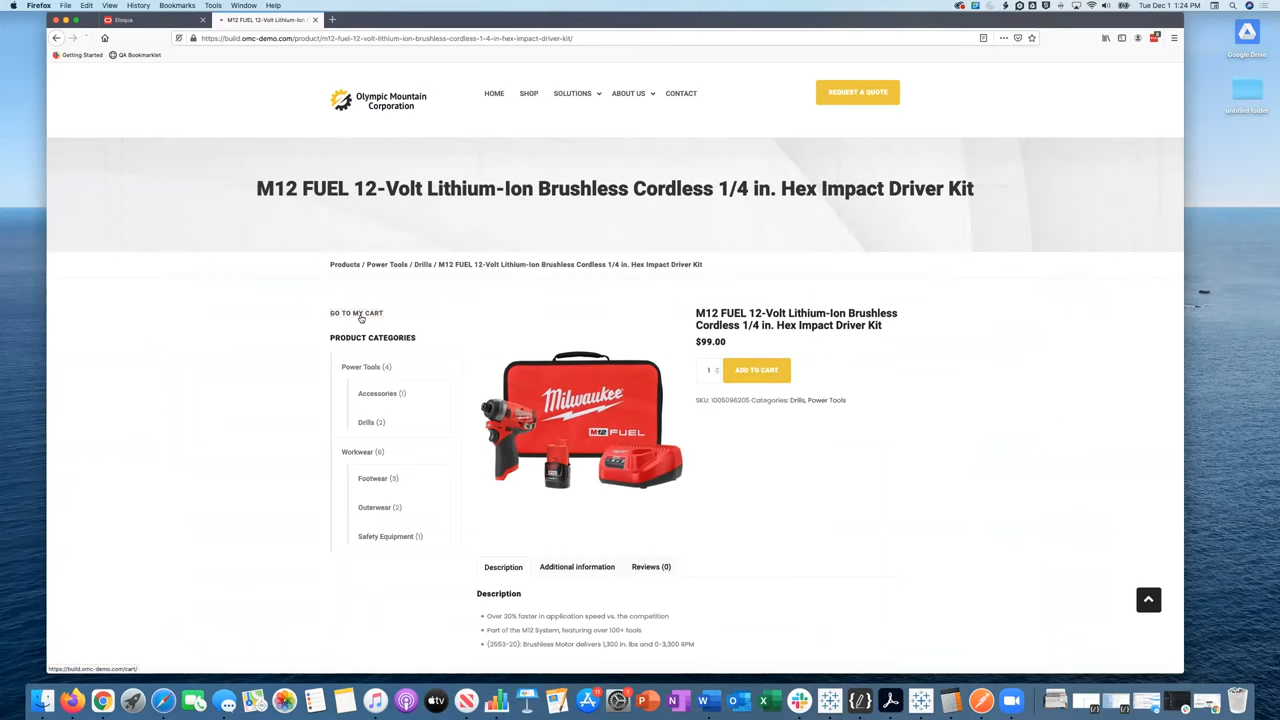 Firefox File Edit View History Bookmarks Tools Window Help
Tue Dec 1 1:24 PM
Eloqua
M12 FUEL 12-Volt Lithium-Ion
https://build.omc-demo.com/product/m12-fuel-12-volt-lithium-ion-brushless-cordless-1-4-in-hex-impact-driver-kit/
Getting Started QA Bookmarklet
Google Drive
untitled folder
Olympic Mountain
Corporation
HOME SHOP SOLUTIONS ABOUT US CONTACT
REQUEST A QUOTE
M12 FUEL 12-Volt Lithium-Ion Brushless Cordless 1/4 in. Hex Impact Driver Kit
Products / Power Tools / Drills / M12 FUEL 12-Volt Lithium-Ion Brushless Cordless 1/4 in. Hex Impact Driver Kit
GO TO MY CART
PRODUCT CATEGORIES
Power Tools (4)
Accessories (1)
Drills (2)
Workwear (6)
Footwear (3)
Outerwear (2)
Safety Equipment (1)
Milwaukee
M12 FUEL
M12 FUEL 12-Volt Lithium-Ion Brushless
Cordless 1/4 in. Hex Impact Driver Kit
$99.00
1 ADD TO CART
SKU: 1005096205 Categories: Drills, Power Tools
Description Additional information Reviews (0)
Description
• Over 20% faster in application speed vs. the competition
• Part of the M12 System, featuring over 100+ tools
• (2553-20): Brushless Motor delivers 1,300 in. lbs and 0-3,300 RPM
https://build.omc-demo.com/cart/